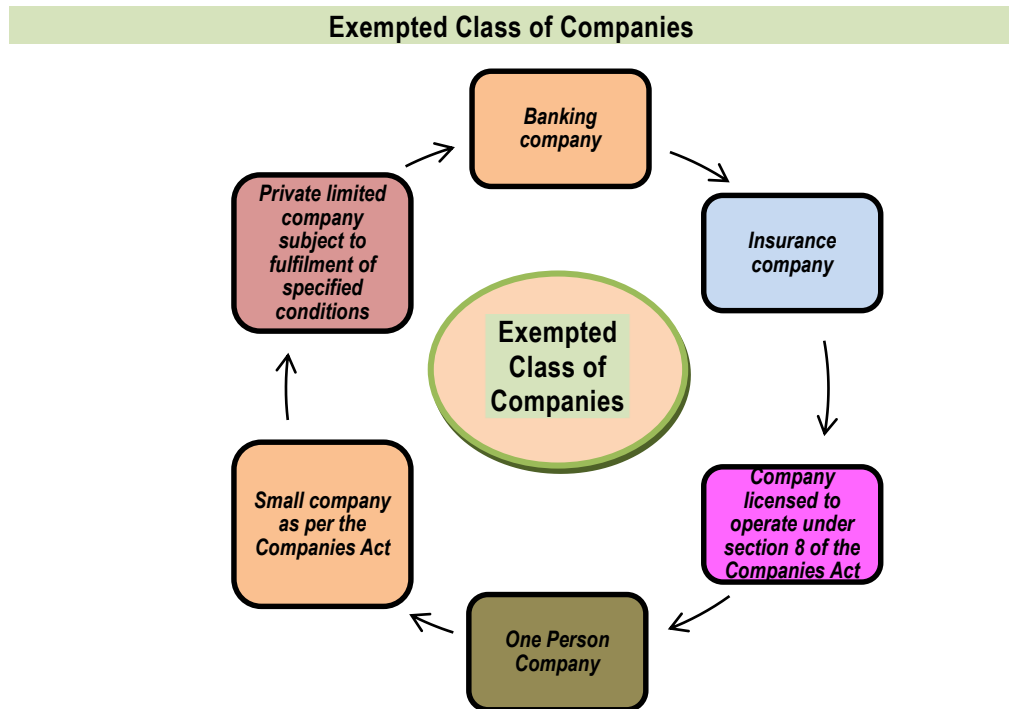 Exempted Class of Companies
Banking
company
Insurance
company
Company
licensed to
operate under
section 8 of the
Companies Act
One Person
Company
Small company
as per the
Companies Act
Private limited
company
subject to
fulfilment of
specified
conditions
Exempted
Class of
Companies